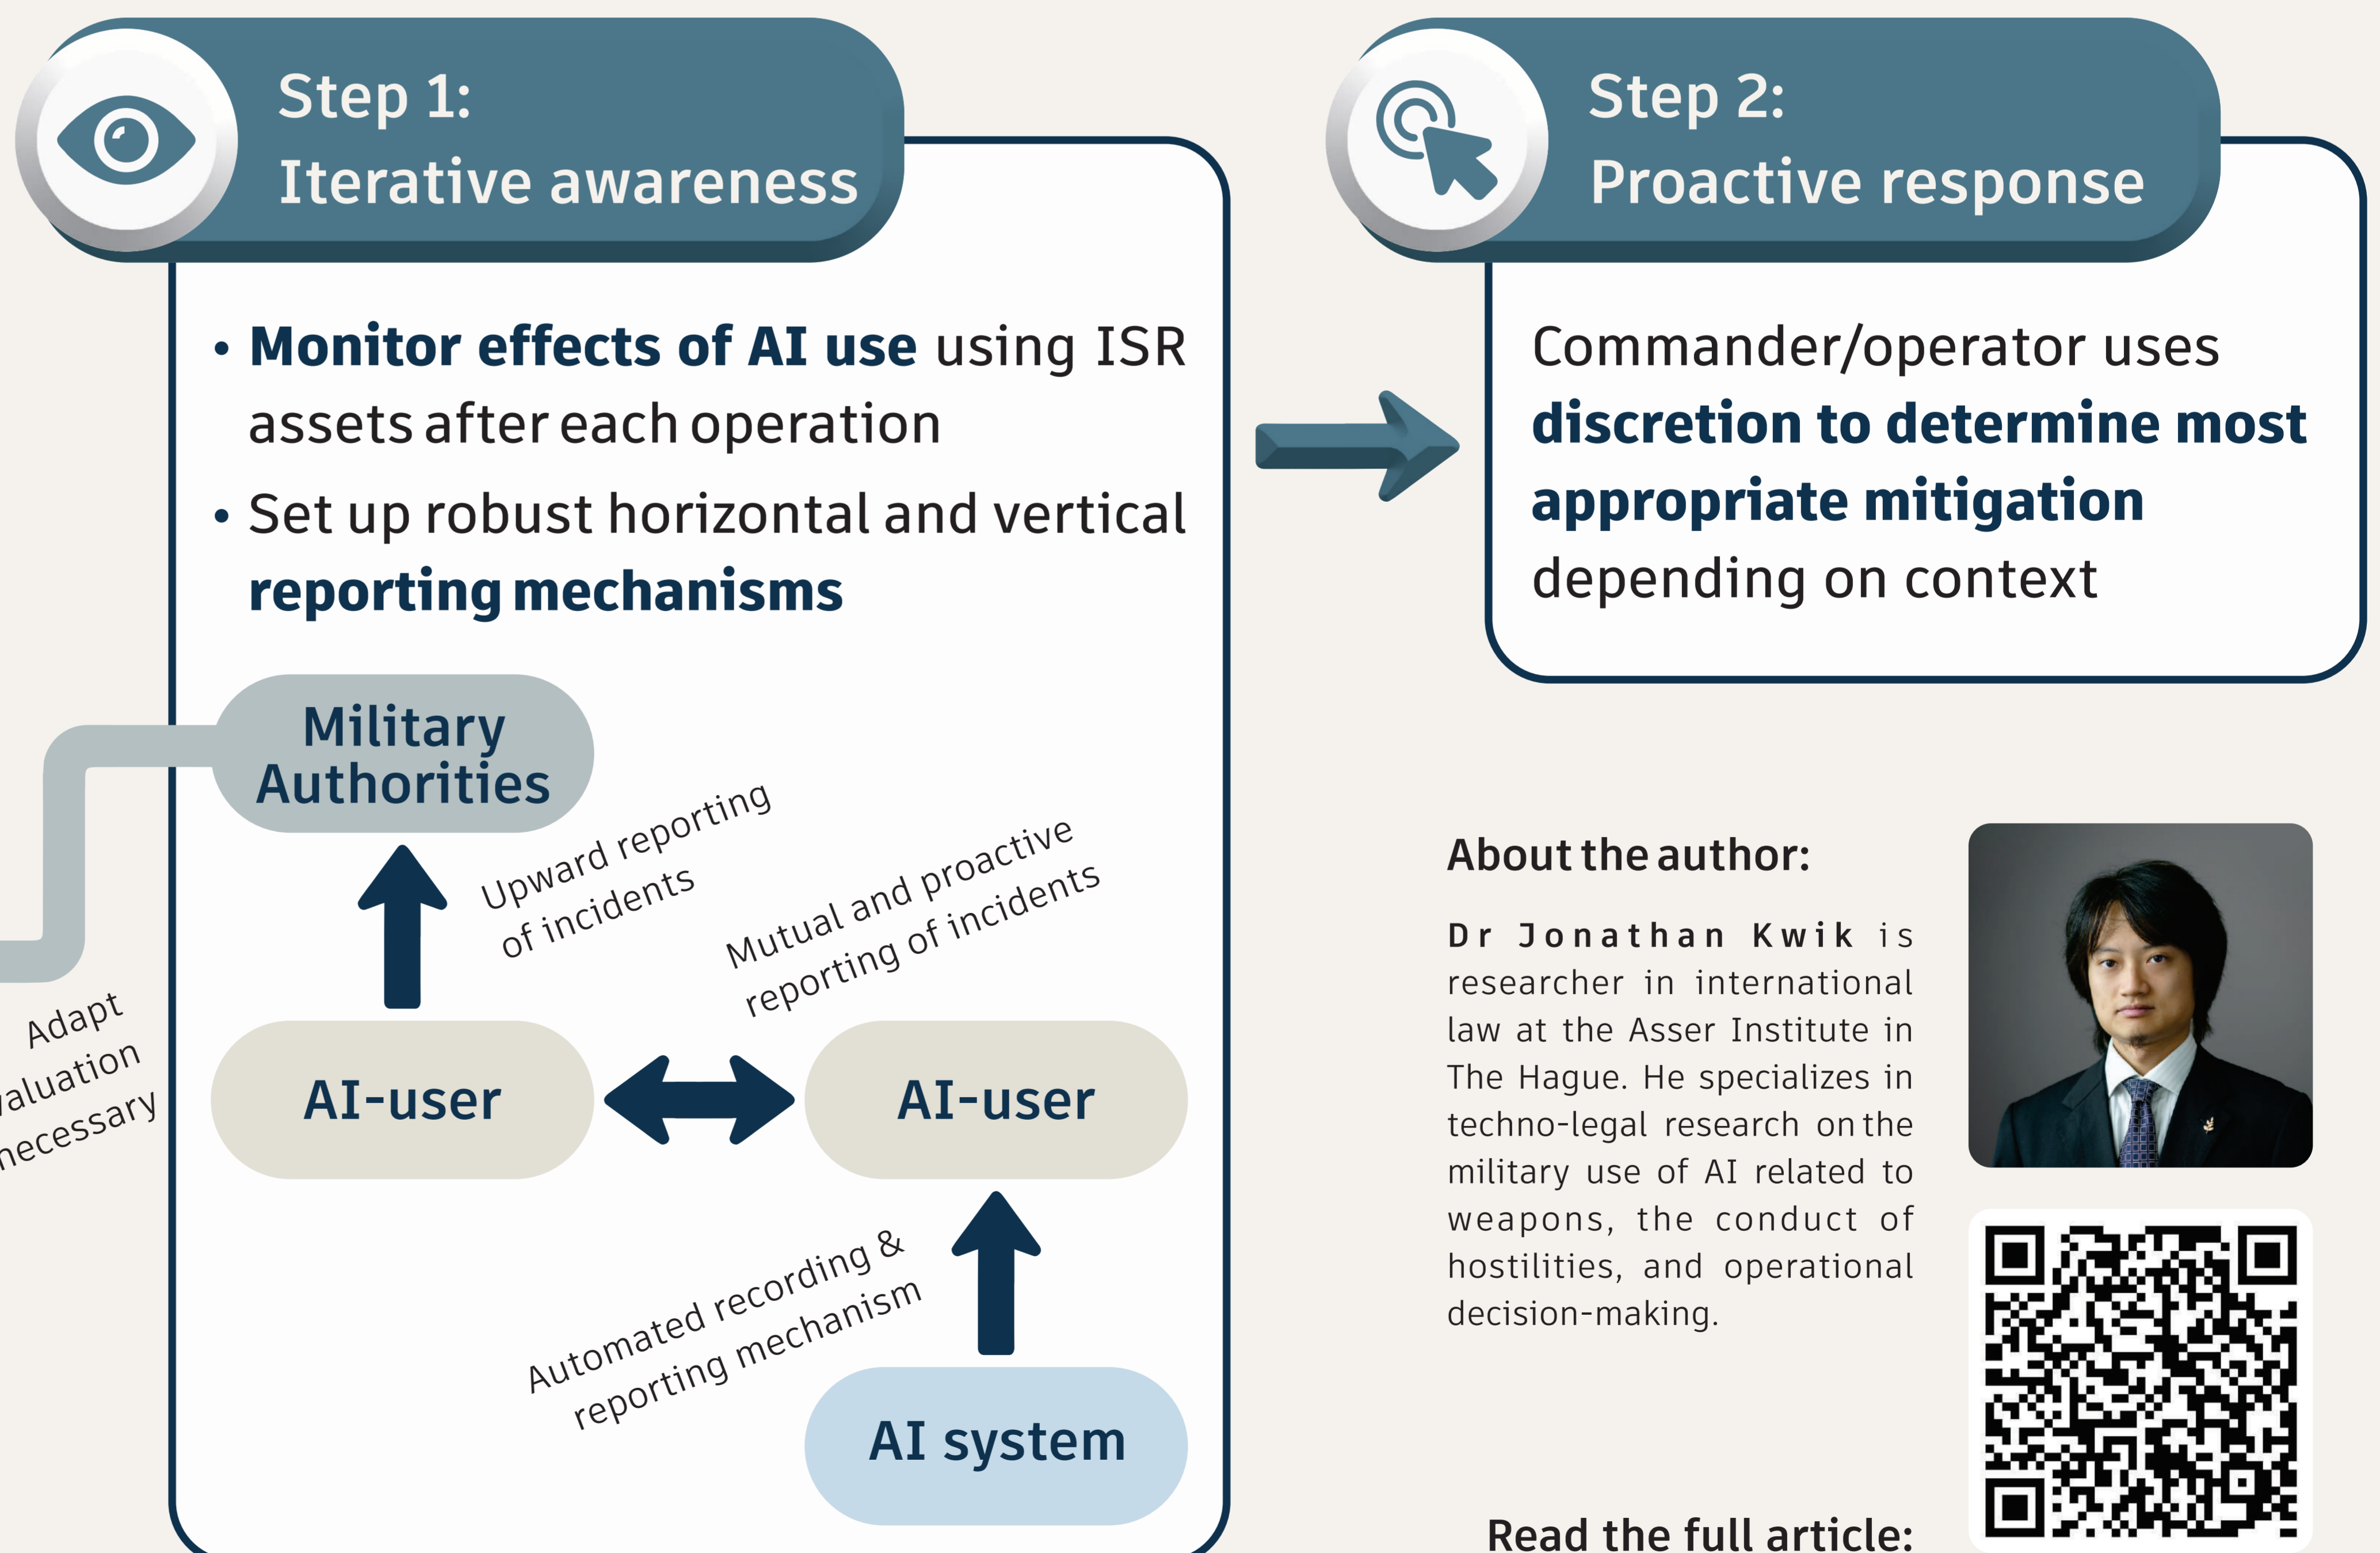 Step 1:
Iterative awareness
• Monitor effects of AI use using ISR
assets after each operation
• Set up robust horizontal and vertical
reporting mechanisms
Military
Authorities
Upward reporting
of incidents
Mutual and proactive
reporting of incidents
Adapt
necessary
AI-user
AI-user
Automated recording &
reporting mechanism
AI system
Step 2:
Proactive response
Commander/operator uses
discretion to determine most
appropriate mitigation
depending on context
About the author:
Dr Jonathan Kwik is
researcher in international
law at the Asser Institute in
The Hague. He specializes in
techno-legal research on the
military use of AI related to
weapons, the conduct of
hostilities, and operational
decision-making.
Read the full article: